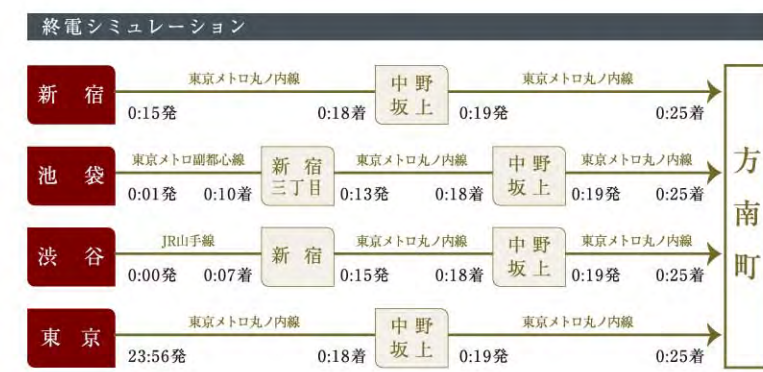 終電シミュレーション
新宿
東京メトロ丸ノ内線
0:15発 0:18着
中野
坂上
東京メトロ丸ノ内線
0:19発 0:25着
池袋
東京メトロ副都心線
0:01発 0:10着
新宿
三丁目
東京メトロ丸ノ内線
0:13発 0:18着
中野
坂上
東京メトロ丸ノ内線
0:19発 0:25着
渋谷
JR山手線
0:00発 0:07着
新宿
東京メトロ丸ノ内線
0:15発 0:18着
中野
坂上
東京メトロ丸ノ内線
0:19発 0:25着
東京
東京メトロ丸ノ内線
23:56発 0:18着
中野
坂上
東京メトロ丸ノ内線
0:19発 0:25着
方南町